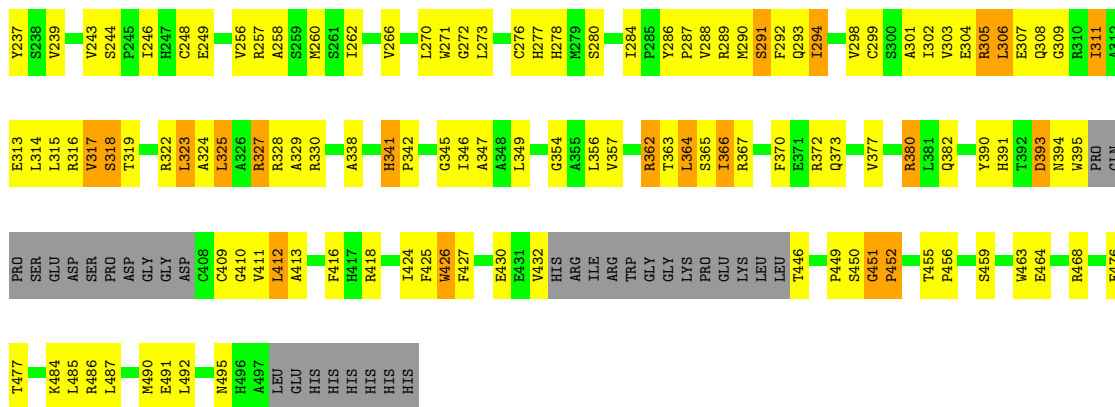 Y237 S238 V239 V243 S244 P245 I246 H247 C248 E249 V256 R257 A258 S259 M260 S261 I262 V266 L270 W271 G272 L273 C276 H277 H278 M279 S280 I284 P285 Y286 P287 V288 R289 M290 S291 F292 Q293 I294 V298 C299 S300 A301 I302 V303 E304 R305 L306 E307 Q308 G309 R310 I311 A312
E313 L314 L315 R316 V317 S318 T319 R322 L323 A324 L325 A326 R327 R328 A329 R330 A338 H341 P342 G345 I346 A347 A348 L349 G354 A355 L356 V357 R362 T363 L364 S365 I366 R367 F370 E371 R372 Q373 V377 R380 L381 Q382 Y390 H391 T392 D393 N394 W395 PRO GLN
PRO SER GLU ASP SER PRO ASP GLY GLY ASP C408 C409 G410 V411 L412 A413 F416 H417 R418 I424 F425 W426 F427 E430 E431 V432 HIS ARG ILE ARG TRP GLY GLY LYS PRO GLU LYS LEU LEU T446 P449 S450 G451 P452 T455 P456 S459 W463 E464 R468
T477 K484 L485 R486 L487 M490 E491 L492 N495 H496 A497 LEU GLU HIS HIS HIS HIS HIS HIS